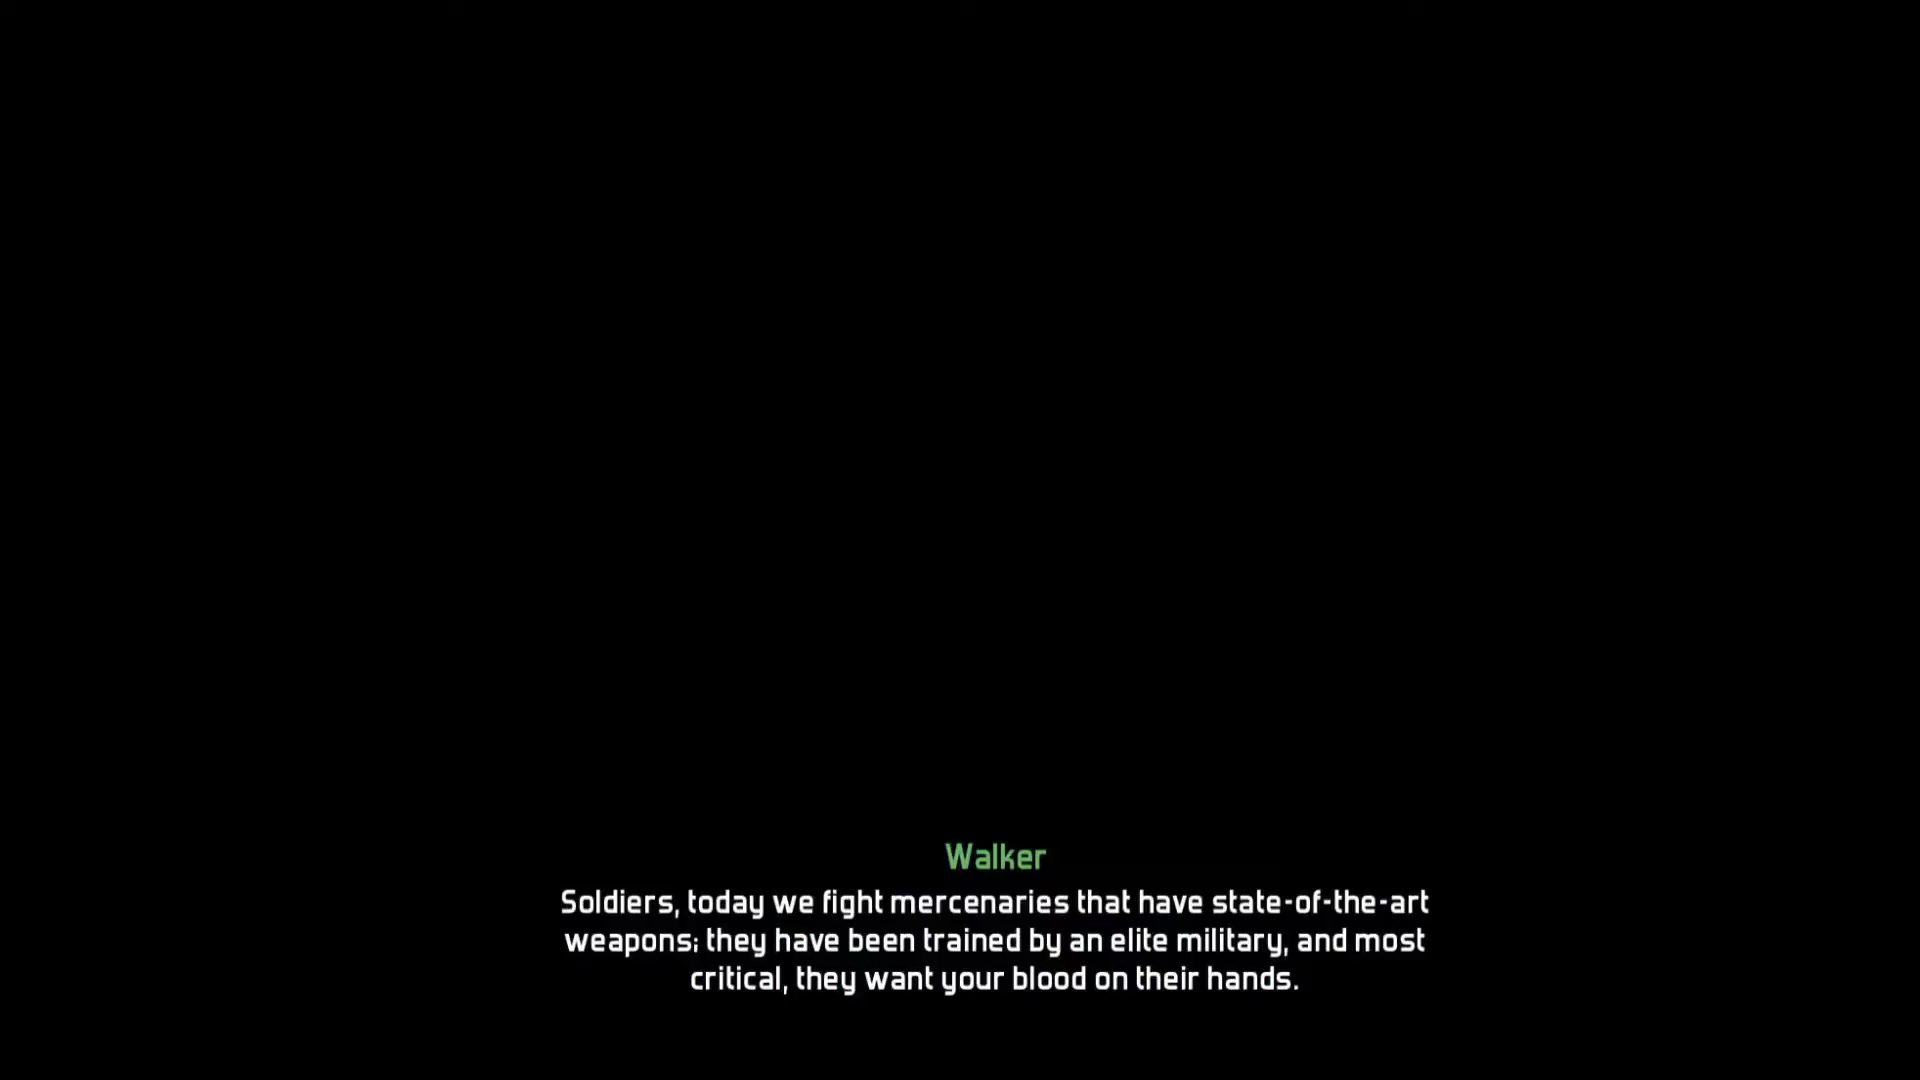 Walker
Soldiers, today we fight mercenaries that have state-of-the-art
weapons; they have been trained by an elite military, and most
critical, they want your blood on their hands.